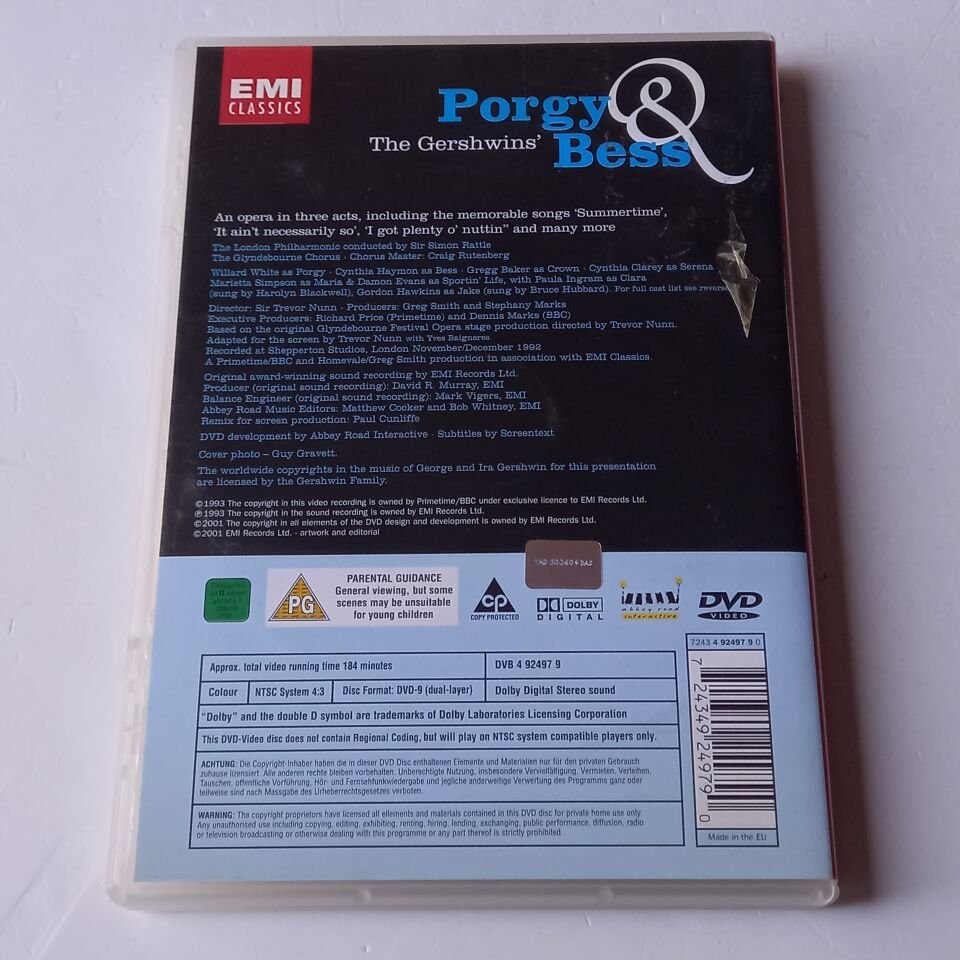 EMI
CLASSICS
Porgy &
The Gershwins' Bess
An opera in three acts, including the memorable songs 'Summertime',
'It ain't necessarily so', 'I got plenty o' nuttin'' and many more
The London Philharmonic conducted by Sir Simon Rattle
The Glyndebourne Chorus · Chorus Master: Craig Rutenberg
Willard White as Porgy · Cynthia Haymon as Bess · Gregg Baker as Crown · Cynthia Clarey as Serena
Marietta Simpson as Maria & Damon Evans as Sportin' Life, with Paula Ingram as Clara
(sung by Harolyn Blackwell), Gordon Hawkins as Jake (sung by Bruce Hubbard). For full cast list see reverse
Director: Sir Trevor Nunn · Producers: Greg Smith and Stephany Marks
Executive Producers: Richard Price (Primetime) and Dennis Marks (BBC)
Based on the original Glyndebourne Festival Opera stage production directed by Trevor Nunn.
Adapted for the screen by Trevor Nunn with Yves Baigneres
Recorded at Shepperton Studios, London November/December 1992
A Primetime/BBC and Homevale/Greg Smith production in association with EMI Classics.
Original award-winning sound recording by EMI Records Ltd.
Producer (original sound recording): David R. Murray, EMI
Balance Engineer (original sound recording): Mark Vigers, EMI
Abbey Road Music Editors: Matthew Cocker and Bob Whitney, EMI
Remix for screen production: Paul Cunliffe
DVD development by Abbey Road Interactive · Subtitles by Screentext
Cover photo – Guy Gravett.
The worldwide copyrights in the music of George and Ira Gershwin for this presentation
are licensed by the Gershwin Family.
©1993 The copyright in this video recording is owned by Primetime/BBC under exclusive licence to EMI Records Ltd.
℗1993 The copyright in the sound recording is owned by EMI Records Ltd.
©2001 The copyright in all elements of the DVD design and development is owned by EMI Records Ltd.
©2001 EMI Records Ltd. - artwork and editorial
PG
PARENTAL GUIDANCE
General viewing, but some
scenes may be unsuitable
for young children
CP
COPY PROTECTED
DOLBY
DIGITAL
abbey road
interactive
DVD
VIDEO
Approx. total video running time 184 minutes
DVB 4 92497 9
Colour
NTSC System 4:3
Disc Format: DVD-9 (dual-layer)
Dolby Digital Stereo sound
"Dolby" and the double D symbol are trademarks of Dolby Laboratories Licensing Corporation
This DVD-Video disc does not contain Regional Coding, but will play on NTSC system compatible players only.
ACHTUNG: Die Copyright-Inhaber haben die in dieser DVD Disc enthaltenen Elemente und Materialien nur für den privaten Gebrauch
zuhause lizensiert. Alle anderen rechte bleiben vorbehalten. Unberechtigte Nutzung, insbesondere Vervielfältigung, Vermieten, Verleihen,
Tauschen, öffentliche Vorführung, Hör- und Fernsehfunkwiedergabe und jegliche anderweitige Verwertung des Programms ganz oder
teilweise sind nach Massgabe des Urheberrechtsgesetzes verboten.
WARNING: The copyright proprietors have licensed all elements and materials contained in this DVD disc for private home use only.
Any unauthorised use including copying, editing, exhibiting, renting, hiring, lending, exchanging, public performance, diffusion, radio
or television broadcasting or otherwise dealing with this programme or any part thereof is strictly prohibited.
7243 4 92497 9 0
7 24349 24979 0
Made in the EU